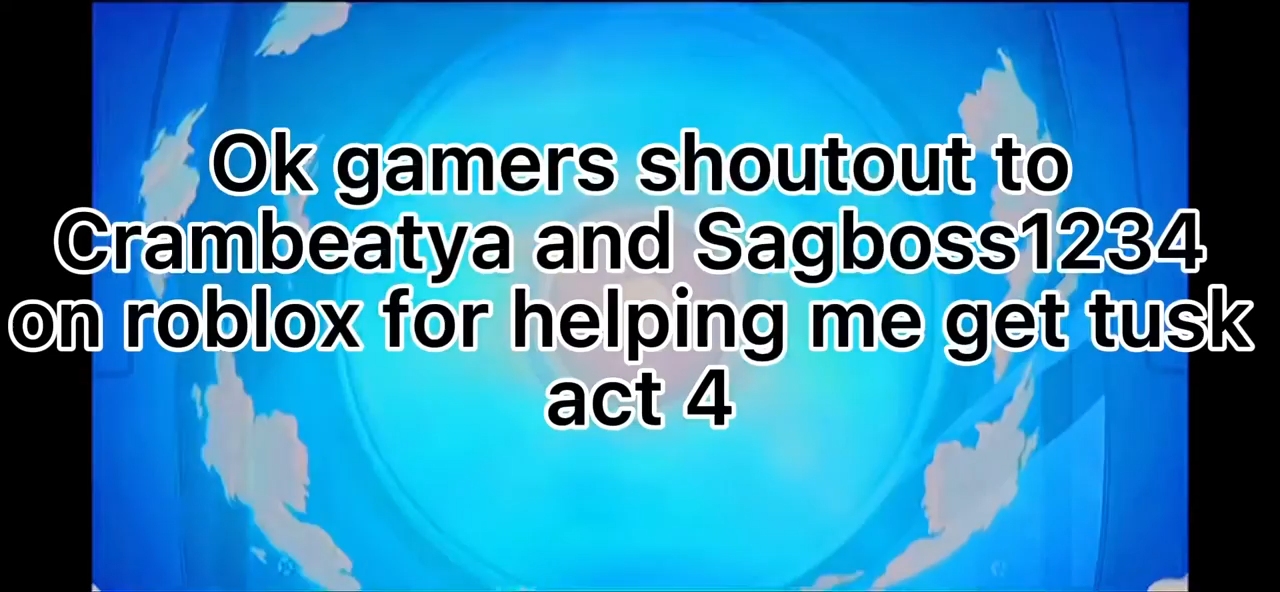 Ok gamers shoutout to
Crambeatya and Sagboss1234
on roblox for helping me get tusk
act 4